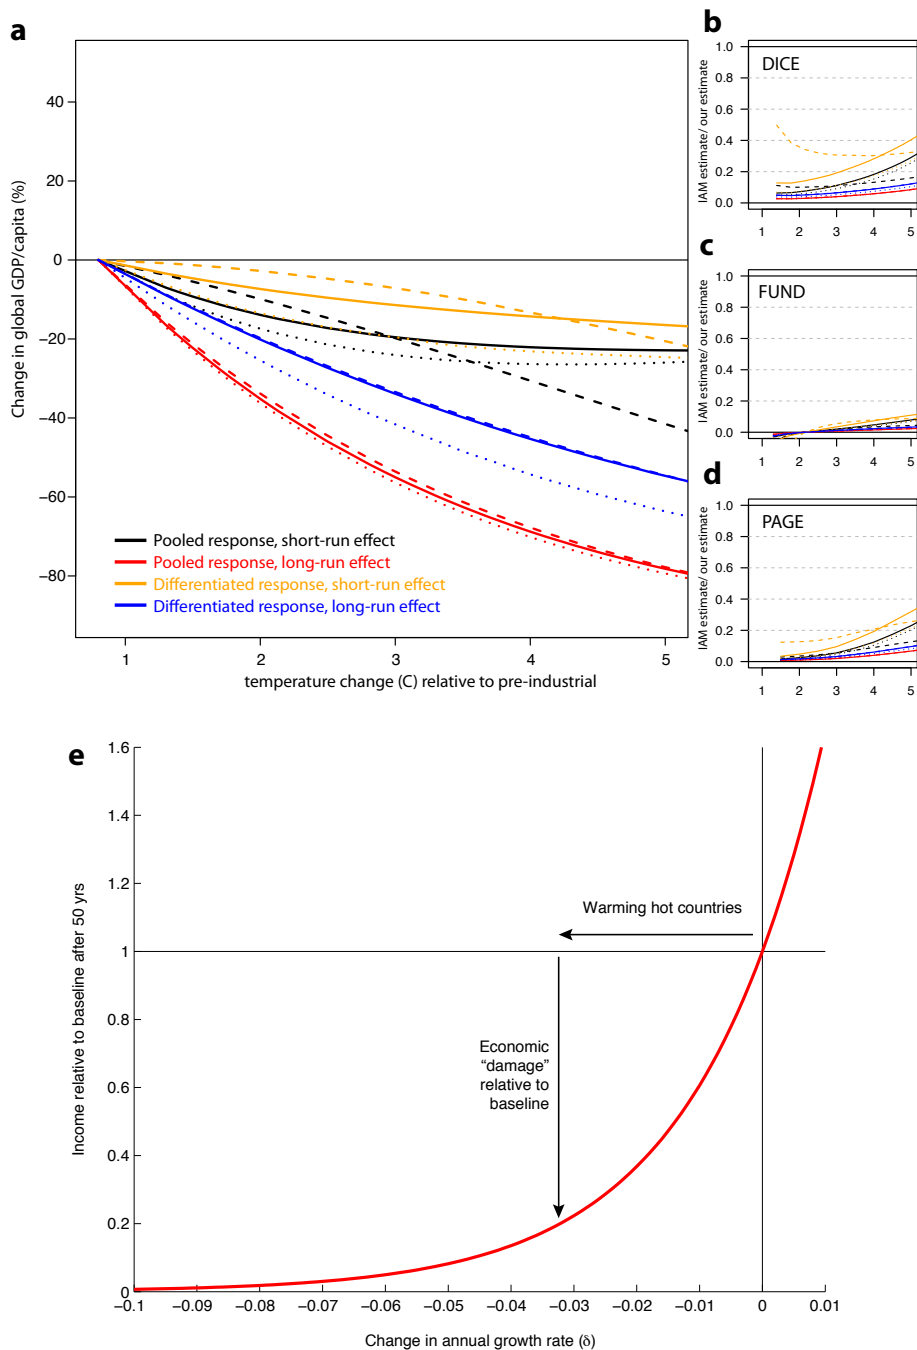 a
Change in global GDP/capita (%)
40
20
0
−20
−40
−60
−80
Pooled response, short-run effect
Pooled response, long-run effect
Differentiated response, short-run effect
Differentiated response, long-run effect
1 2 3 4 5
temperature change (C) relative to pre-industrial
b
IAM estimate/ our estimate
DICE
1.0
0.8
0.6
0.4
0.2
0.0
1 2 3 4 5
c
IAM estimate/ our estimate
FUND
1.0
0.8
0.6
0.4
0.2
0.0
1 2 3 4 5
d
IAM estimate/ our estimate
PAGE
1.0
0.8
0.6
0.4
0.2
0.0
1 2 3 4 5
e
Income relative to baseline after 50 yrs
1.6
1.4
1.2
1
0.8
0.6
0.4
0.2
0
Warming hot countries
Economic
“damage”
relative to
baseline
−0.1 −0.09 −0.08 −0.07 −0.06 −0.05 −0.04 −0.03 −0.02 −0.01 0 0.01
Change in annual growth rate (δ)